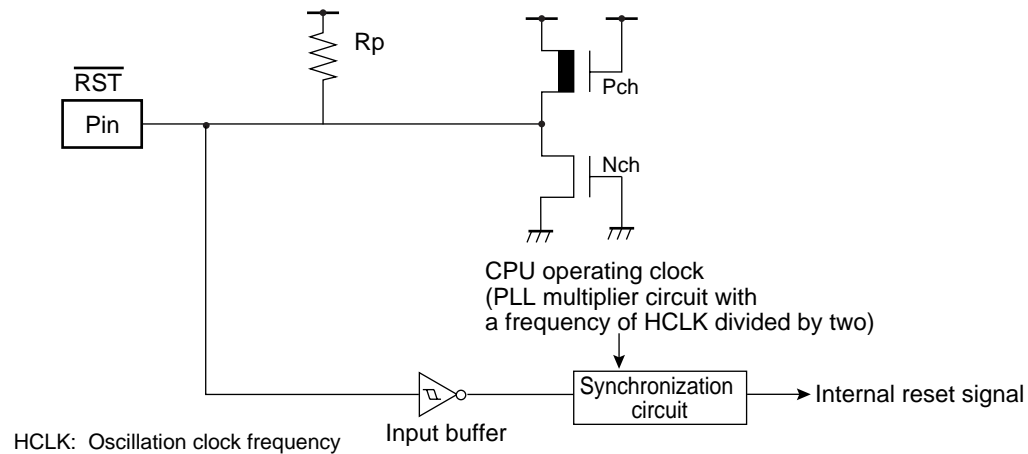 Rp
RST
Pin
Pch
Nch
CPU operating clock
(PLL multiplier circuit with
a frequency of HCLK divided by two)
Synchronization
circuit
Internal reset signal
Input buffer
HCLK: Oscillation clock frequency